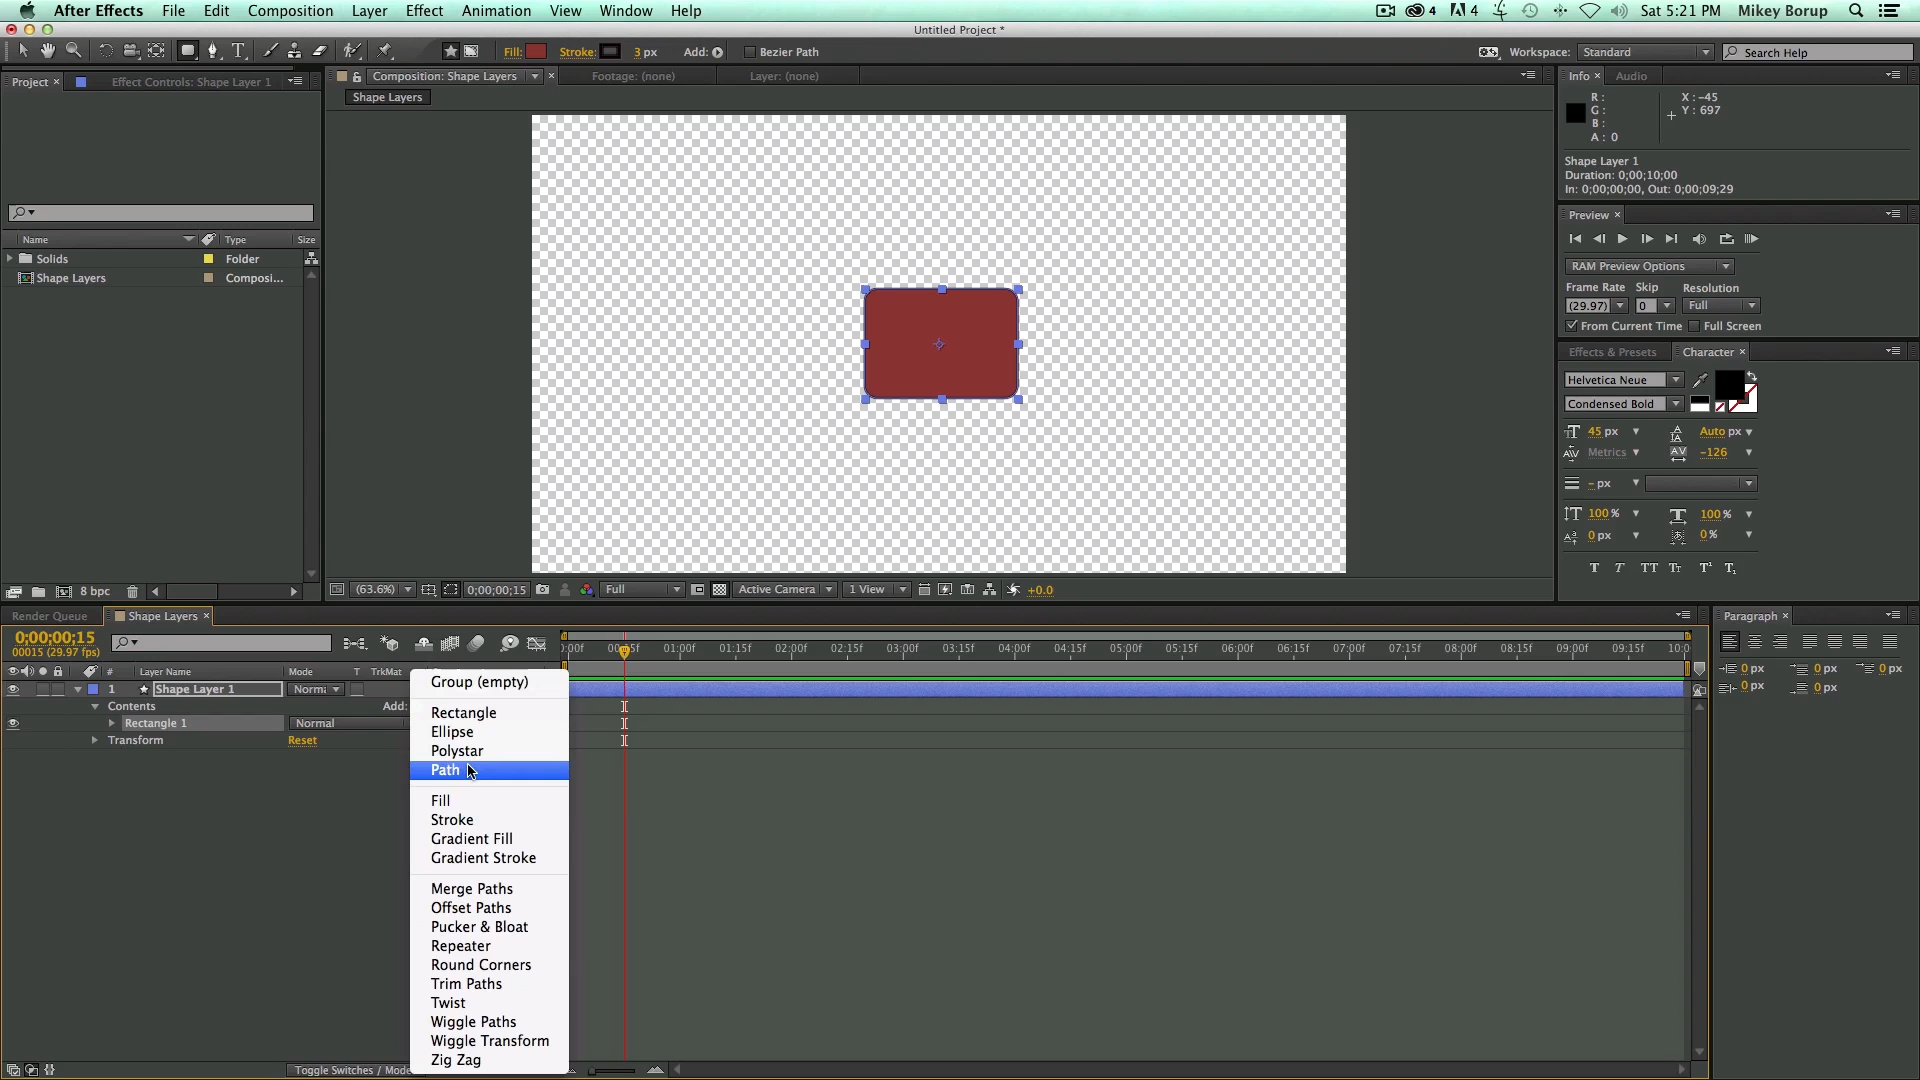 After Effects File Edit Composition Layer Effect Animation View Window Help 4 4 Sat 5:21 PM Mikey Borup
Untitled Project *
Fill: Stroke: 3 px Add: Bezier Path Workspace: Standard Search Help
Project × Effect Controls: Shape Layer 1 Composition: Shape Layers × Footage: (none) Layer: (none) Info × Audio
Shape Layers
R :
G :
B :
A : 0
X : -45
Y : 697
Shape Layer 1
Duration: 0;00;10;00
In: 0;00;00;00, Out: 0;00;09;29
Preview ×
Name Type Size
Solids Folder
Shape Layers Composi...
RAM Preview Options
Frame Rate Skip Resolution
(29.97) 0 Full
From Current Time Full Screen
Effects & Presets Character ×
Helvetica Neue
Condensed Bold
45 px Auto px
Metrics -126
- px
100 % 100 %
0 px 0 %
T T TT Tt T¹ T₁
8 bpc (63.6%) 0;00;00;15 Full Active Camera 1 View +0.0
Render Queue Shape Layers × Paragraph ×
0;00;00;15
00015 (29.97 fps)
):00f 00:15f 01:00f 01:15f 02:00f 02:15f 03:00f 03:15f 04:00f 04:15f 05:00f 05:15f 06:00f 06:15f 07:00f 07:15f 08:00f 08:15f 09:00f 09:15f 10:0
# Layer Name Mode T TrkMat
1 Shape Layer 1 Norma
Contents Add:
Rectangle 1 Normal
Transform Reset
0 px 0 px 0 px
0 px 0 px
Group (empty)
Rectangle
Ellipse
Polystar
Path
Fill
Stroke
Gradient Fill
Gradient Stroke
Merge Paths
Offset Paths
Pucker & Bloat
Repeater
Round Corners
Trim Paths
Twist
Wiggle Paths
Wiggle Transform
Zig Zag
Toggle Switches / Mode